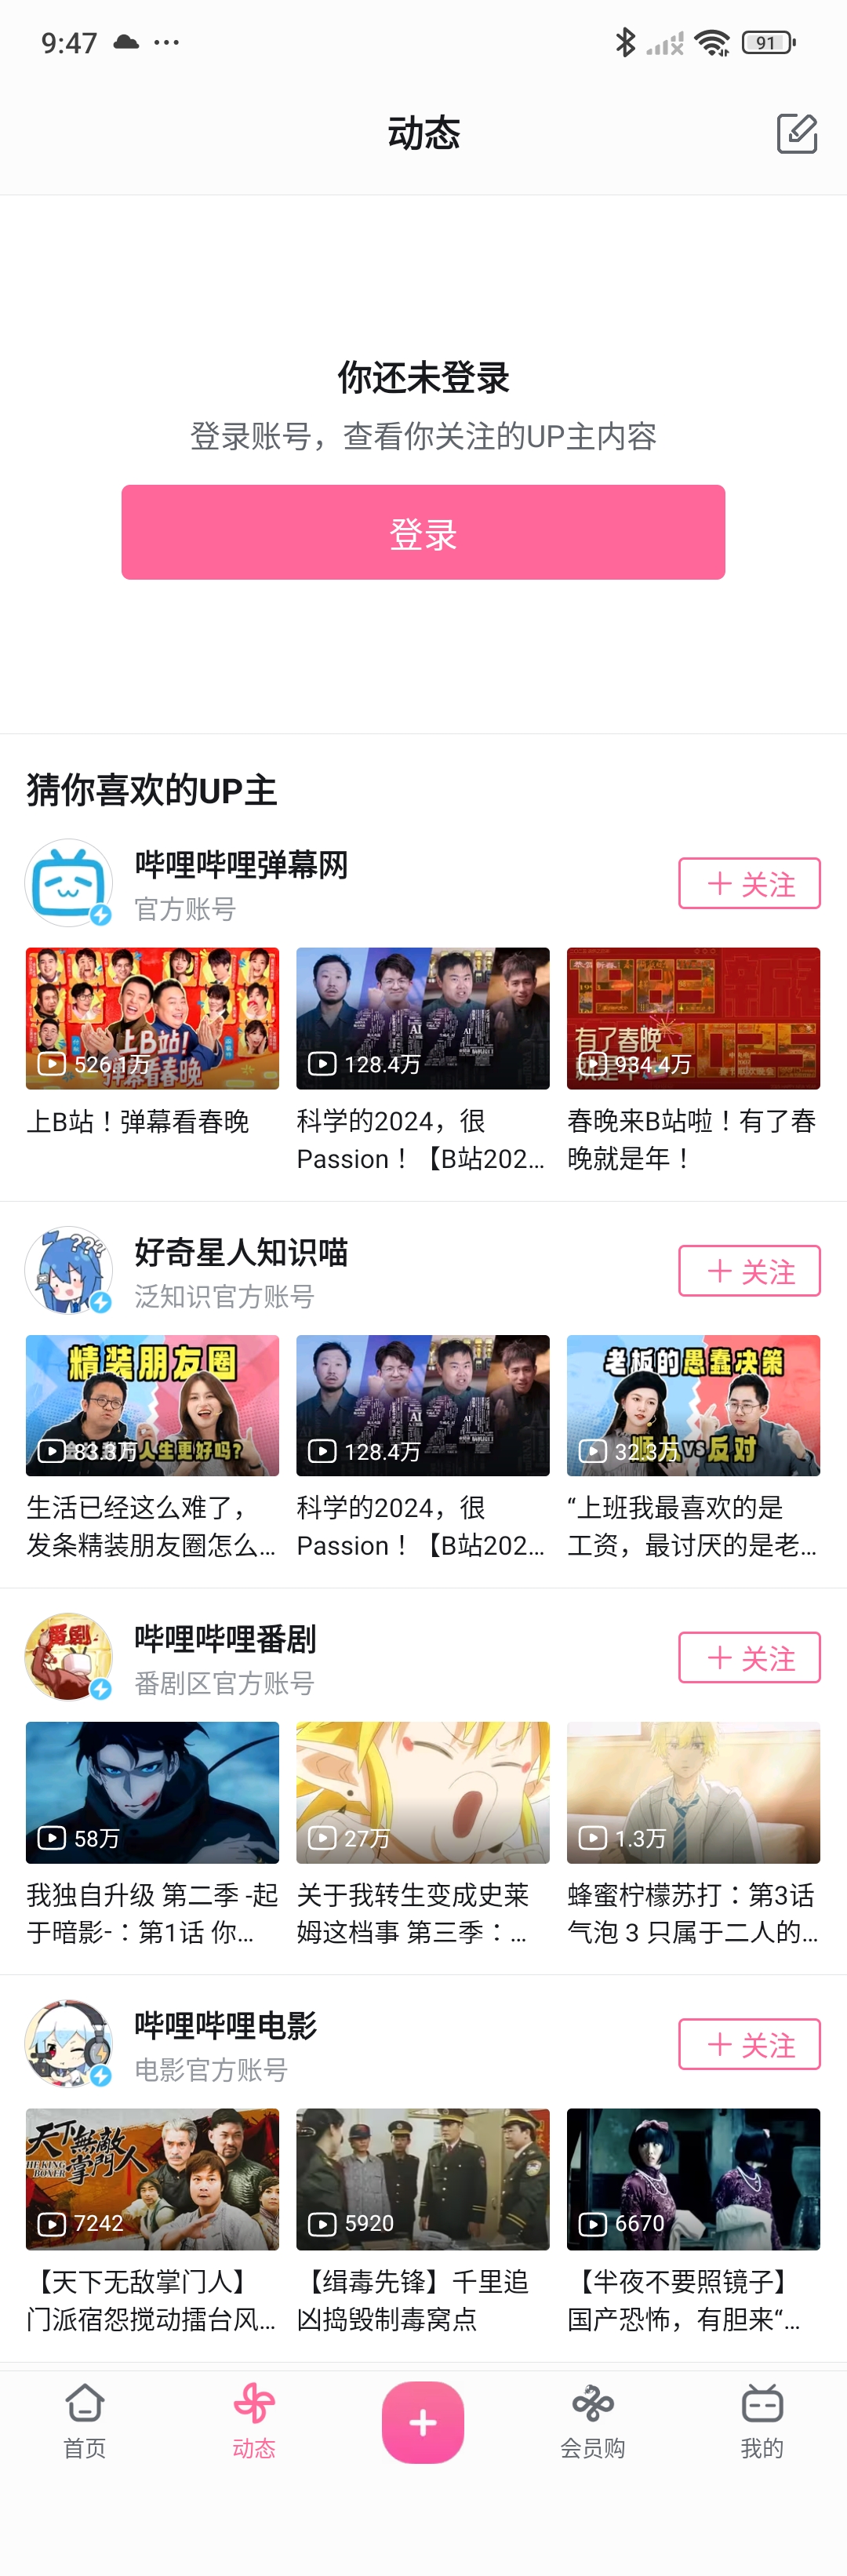 9:47
91
动态
你还未登录
登录账号，查看你关注的UP主内容
登录
猜你喜欢的UP主
哔哩哔哩弹幕网
官方账号
关注
上B站！
弹幕看春晚
526.1万
128.4万
有了春晚
就是年
984.4万
上B站！弹幕看春晚
科学的2024，很
Passion！【B站202...
春晚来B站啦！有了春
晚就是年！
???
好奇星人知识喵
泛知识官方账号
关注
精装朋友圈
人生更好吗?
83.3万
AI
128.4万
老板的愚蠢决策
VS反对
32.3万
生活已经这么难了，
发条精装朋友圈怎么...
科学的2024，很
Passion！【B站202...
“上班我最喜欢的是
工资，最讨厌的是老...
番剧
哔哩哔哩番剧
番剧区官方账号
关注
58万
27万
1.3万
我独自升级 第二季 -起
于暗影-：第1话 你...
关于我转生变成史莱
姆这档事 第三季：...
蜂蜜柠檬苏打：第3话
气泡 3 只属于二人的...
哔哩哔哩电影
电影官方账号
关注
天下無敵
掌門人
THE KING BOXER
7242
5920
6670
【天下无敌掌门人】
门派宿怨搅动擂台风...
【缉毒先锋】千里追
凶捣毁制毒窝点
【半夜不要照镜子】
国产恐怖，有胆来“...
首页
动态
会员购
我的